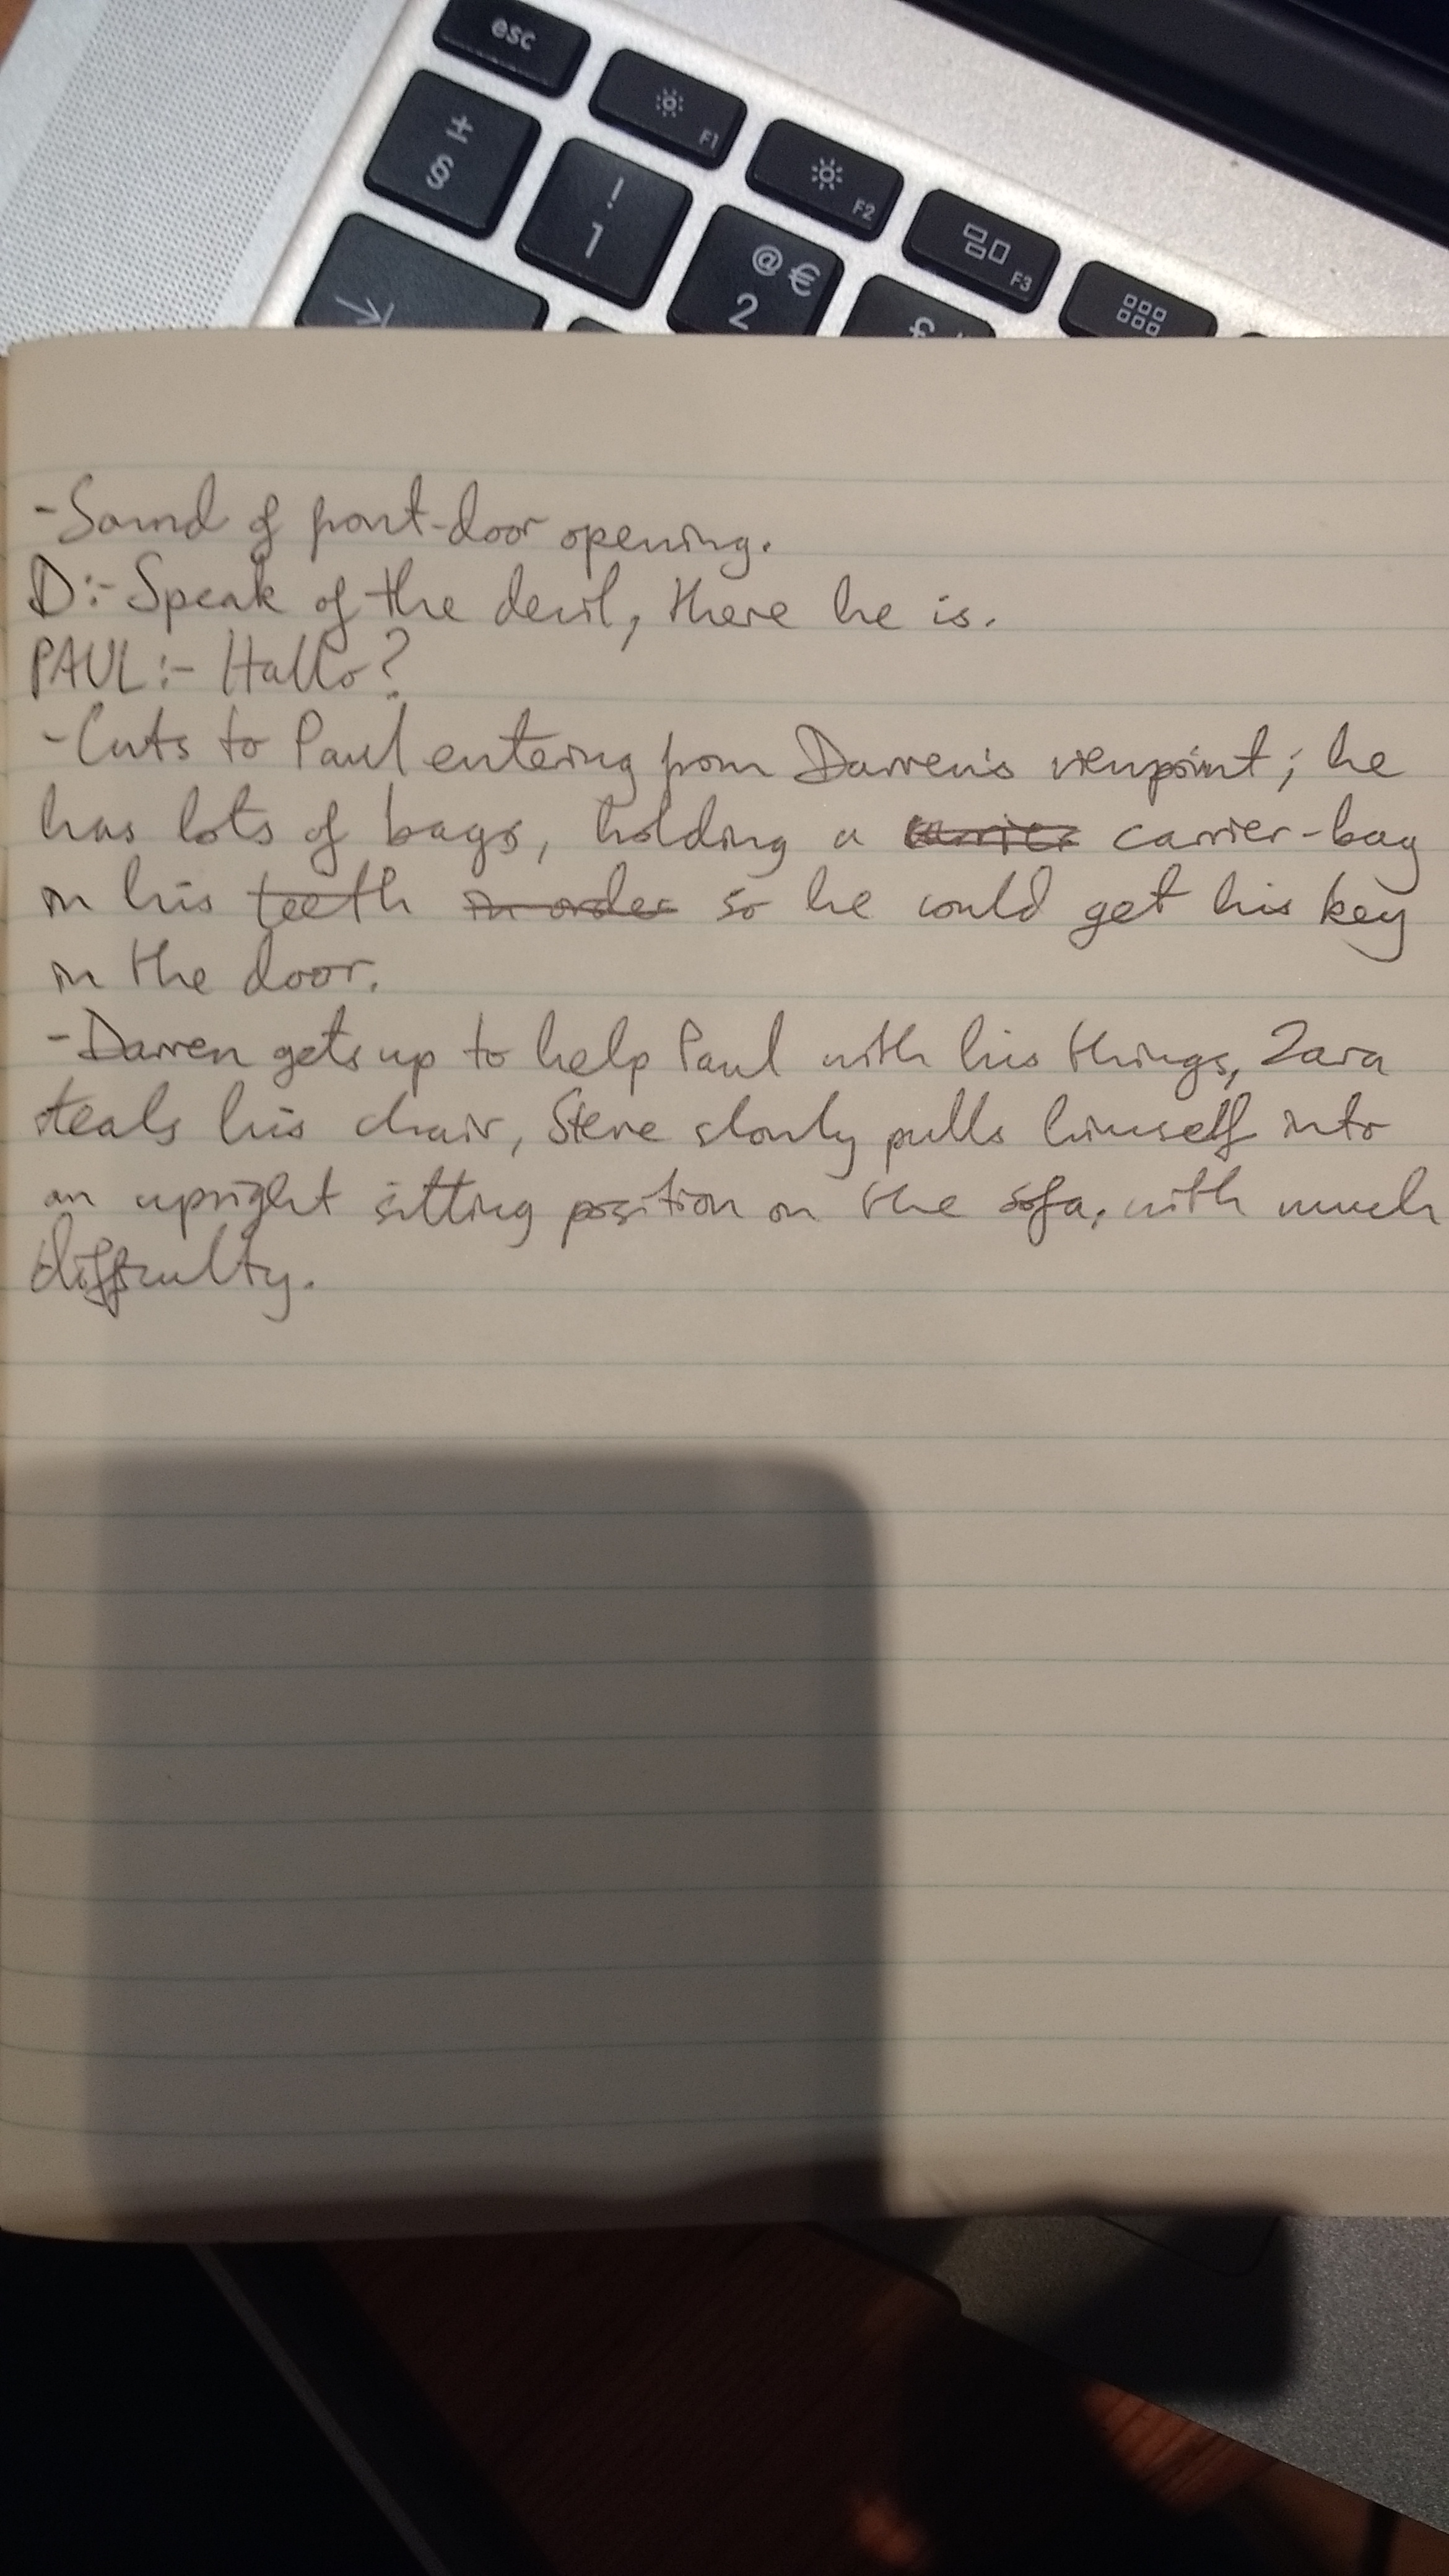 esc
F1
F2
F3
±
§
!
1
@ €
2
£
-Sound of front-door opening.
D:- Speak of the devil, there he is.
PAUL:- Hallo?
-Cuts to Paul entering from Darren's viewpoint; he
has lots of bags, holding a ~~carrier~~ carrier-bag
in his teeth ~~in order~~ so he could get his key
in the door.
-Darren gets up to help Paul with his things, Zara
steals his chair, Steve slowly pulls himself into
an upright sitting position on the sofa, with much
difficulty.